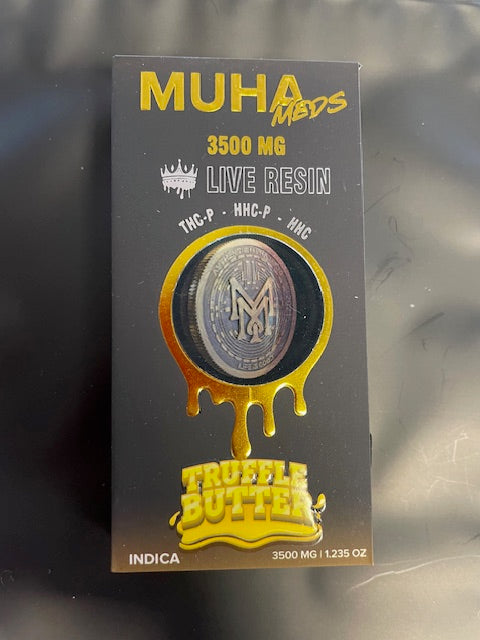 MUHA
MEDS
3500 MG
LIVE RESIN
THC-P - HHC-P - HHC
TRUFFLE
BUTTER
INDICA
3500 MG | 1.235 OZ